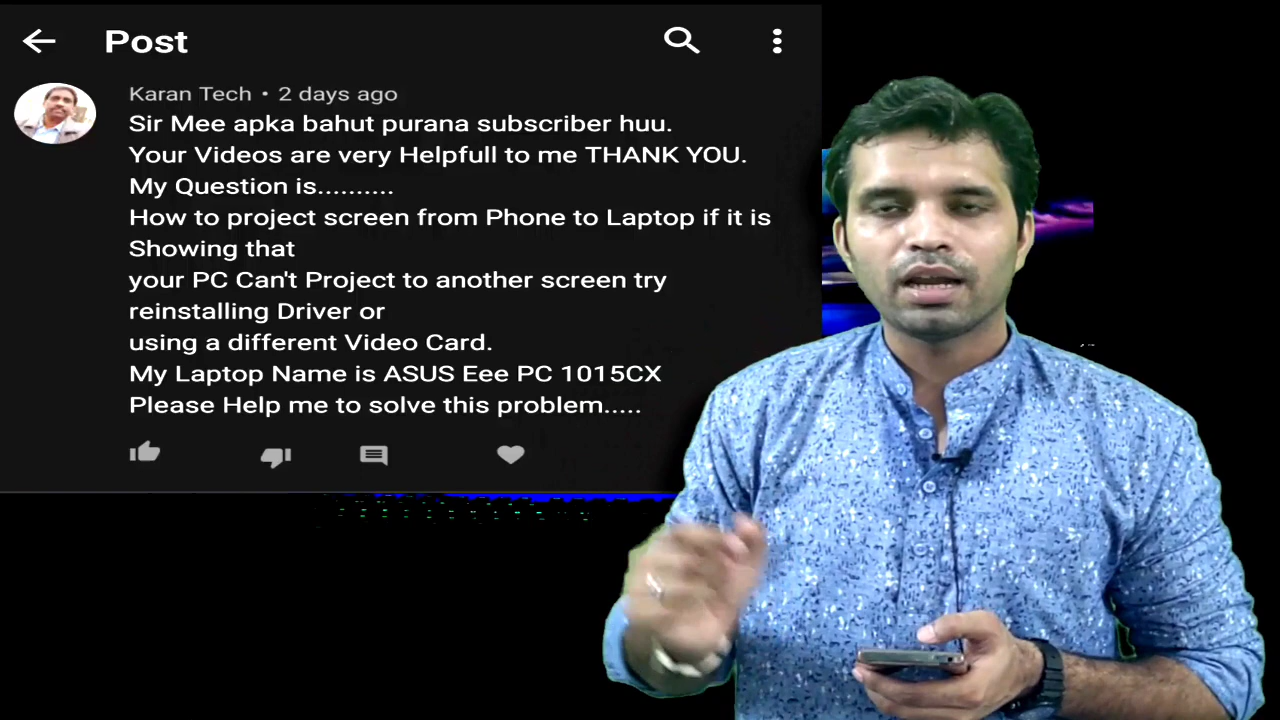 Post
Karan Tech • 2 days ago
Sir Mee apka bahut purana subscriber huu.
Your Videos are very Helpfull to me THANK YOU.
My Question is..........
How to project screen from Phone to Laptop if it is
Showing that
your PC Can't Project to another screen try
reinstalling Driver or
using a different Video Card.
My Laptop Name is ASUS Eee PC 1015CX
Please Help me to solve this problem.....